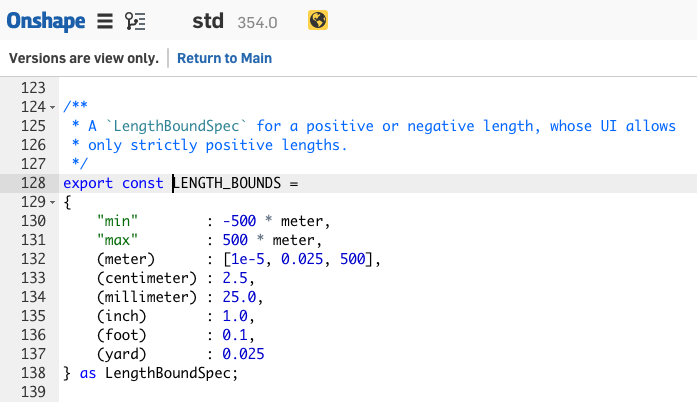 Onshape std 354.0
Versions are view only. Return to Main
123
124 /**
125  * A `LengthBoundSpec` for a positive or negative length, whose UI allows
126  * only strictly positive lengths.
127  */
128 export const LENGTH_BOUNDS =
129 {
130     "min"        : -500 * meter,
131     "max"        : 500 * meter,
132     (meter)      : [1e-5, 0.025, 500],
133     (centimeter) : 2.5,
134     (millimeter) : 25.0,
135     (inch)       : 1.0,
136     (foot)       : 0.1,
137     (yard)       : 0.025
138 } as LengthBoundSpec;
139